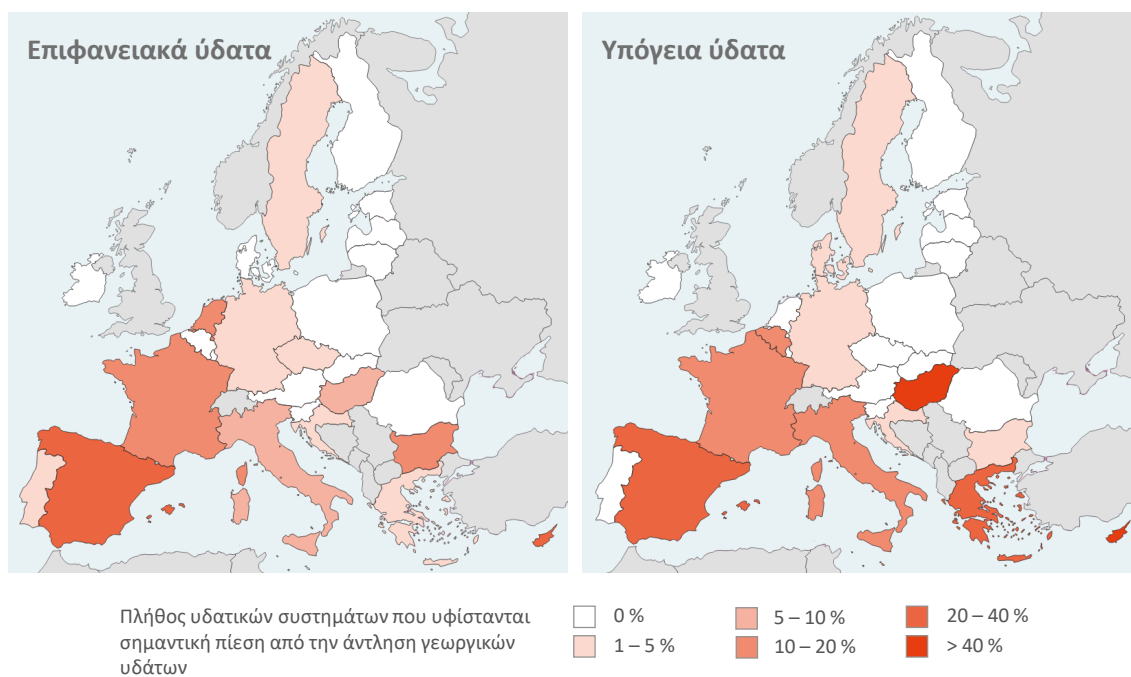 Επιφανειακά ύδατα
Υπόγεια ύδατα
Πλήθος υδατικών συστημάτων που υφίστανται
σημαντική πίεση από την άντληση γεωργικών
υδάτων
0 %
1 – 5 %
5 – 10 %
10 – 20 %
20 – 40 %
> 40 %